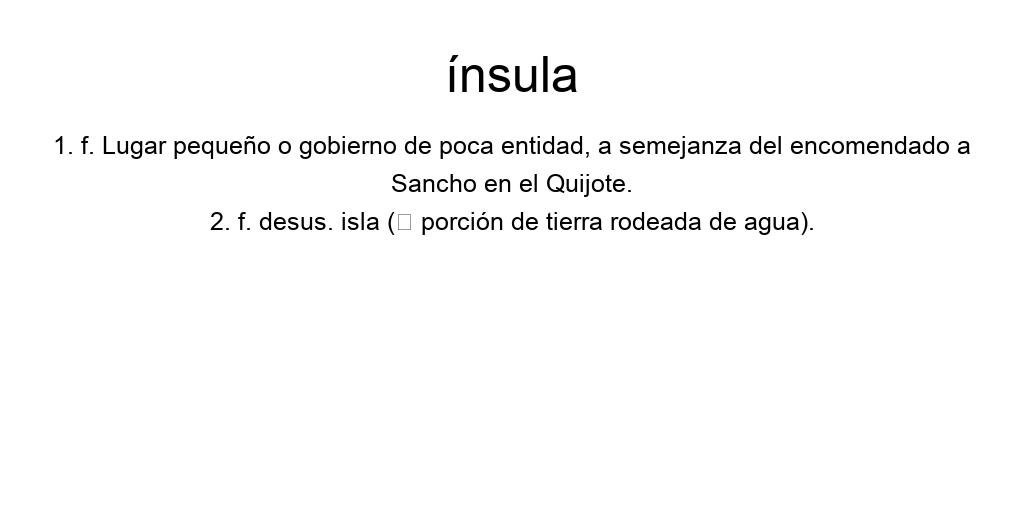 ínsula
1. f. Lugar pequeño o gobierno de poca entidad, a semejanza del encomendado a
Sancho en el Quijote.
2. f. desus. isla (□ porción de tierra rodeada de agua).